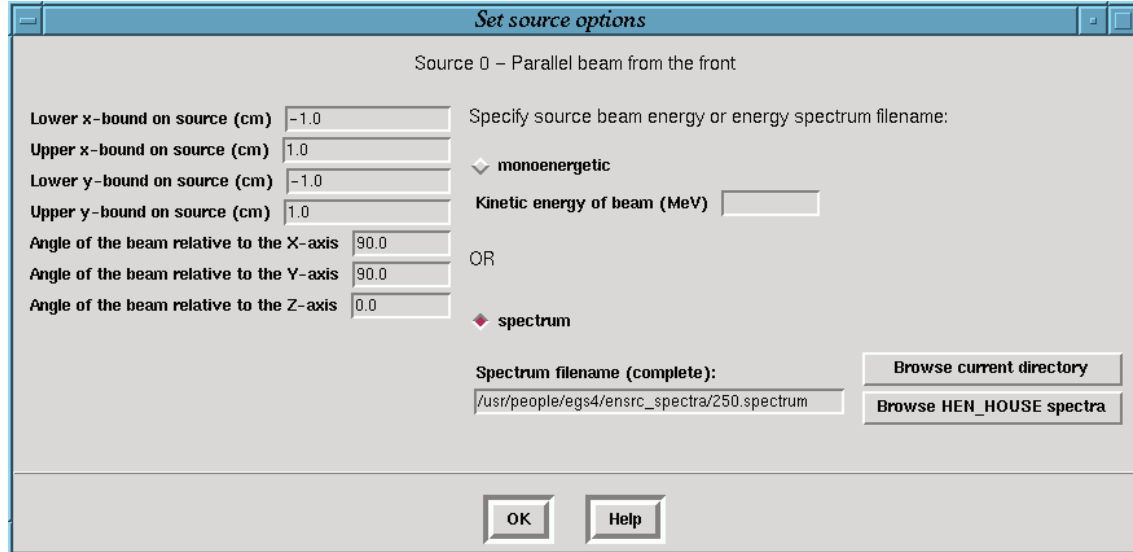 Set source options
Source 0 – Parallel beam from the front
Lower x-bound on source (cm) -1.0
Upper x-bound on source (cm) 1.0
Lower y-bound on source (cm) -1.0
Upper y-bound on source (cm) 1.0
Angle of the beam relative to the X-axis 90.0
Angle of the beam relative to the Y-axis 90.0
Angle of the beam relative to the Z-axis 0.0
Specify source beam energy or energy spectrum filename:
monoenergetic
Kinetic energy of beam (MeV)
OR
spectrum
Spectrum filename (complete):
/usr/people/egs4/ensrc_spectra/250.spectrum
Browse current directory
Browse HEN_HOUSE spectra
OK
Help